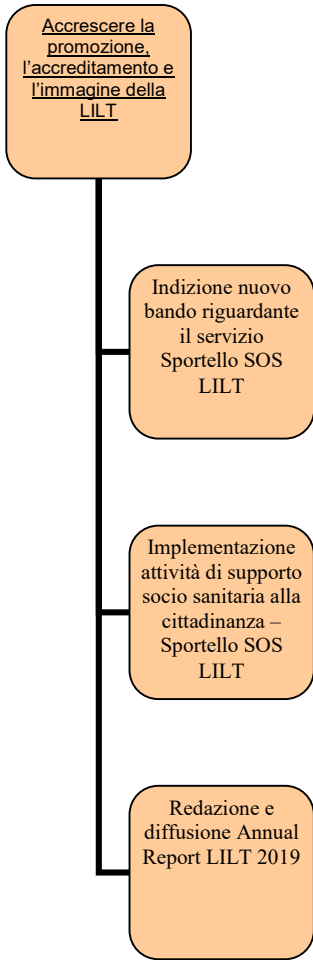 Accrescere la
promozione,
l'accreditamento e
l'immagine della
LILT
Indizione nuovo
bando riguardante
il servizio
Sportello SOS
LILT
Implementazione
attività di supporto
socio sanitaria alla
cittadinanza –
Sportello SOS
LILT
Redazione e
diffusione Annual
Report LILT 2019